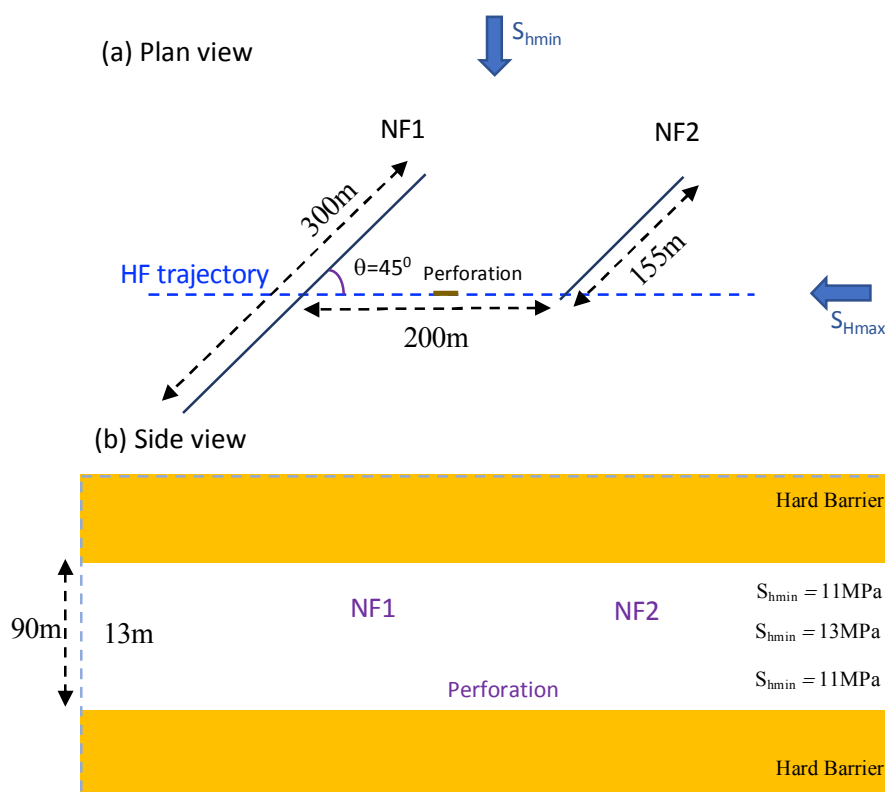 (a) Plan view
S_hmin
NF1
NF2
300m
155m
HF trajectory
θ=45⁰
Perforation
200m
S_Hmax
(b) Side view
Hard Barrier
S_hmin = 11MPa
NF1
NF2
90m
13m
S_hmin = 13MPa
S_hmin = 11MPa
Perforation
Hard Barrier